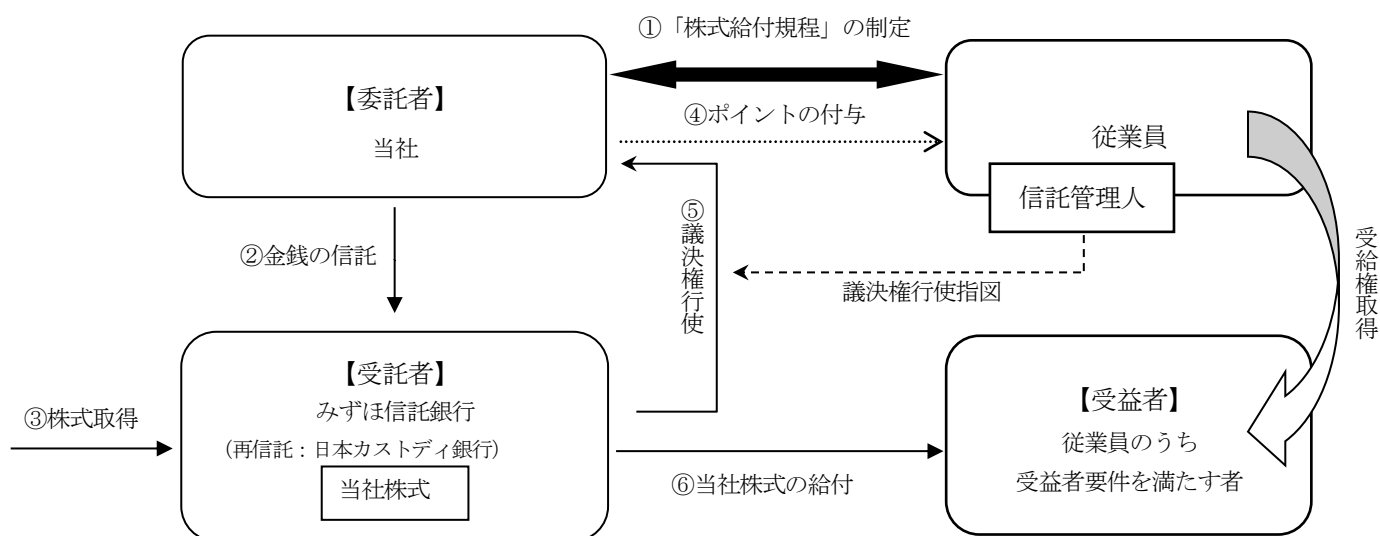 ①「株式給付規程」の制定
【委託者】
当社
④ポイントの付与
従業員
信託管理人
②金銭の信託
⑤議決権行使
議決権行使指図
受給権取得
③株式取得
【受託者】
みずほ信託銀行
（再信託：日本カストディ銀行）
当社株式
⑥当社株式の給付
【受益者】
従業員のうち
受益者要件を満たす者